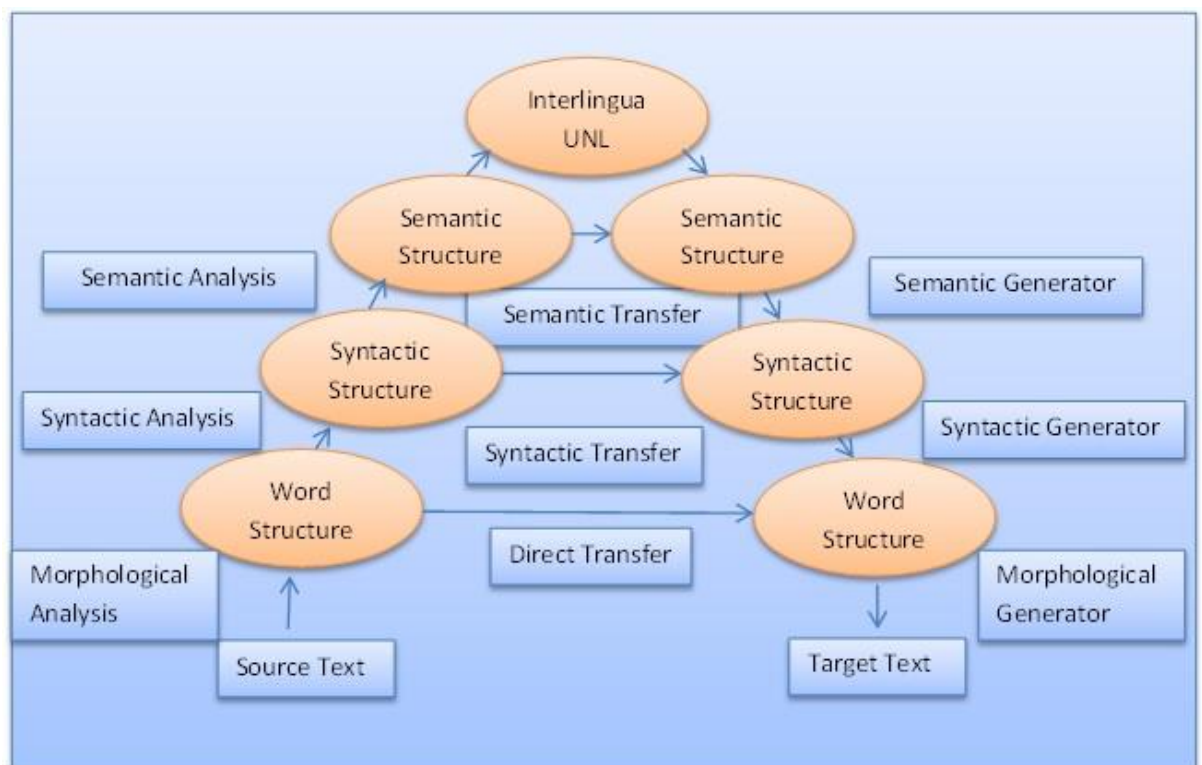 Interlingua
UNL
Semantic
Structure
Semantic
Structure
Semantic Analysis
Semantic Generator
Semantic Transfer
Syntactic
Structure
Syntactic
Structure
Syntactic Analysis
Syntactic Generator
Syntactic Transfer
Word
Structure
Word
Structure
Direct Transfer
Morphological
Analysis
Morphological
Generator
Source Text
Target Text